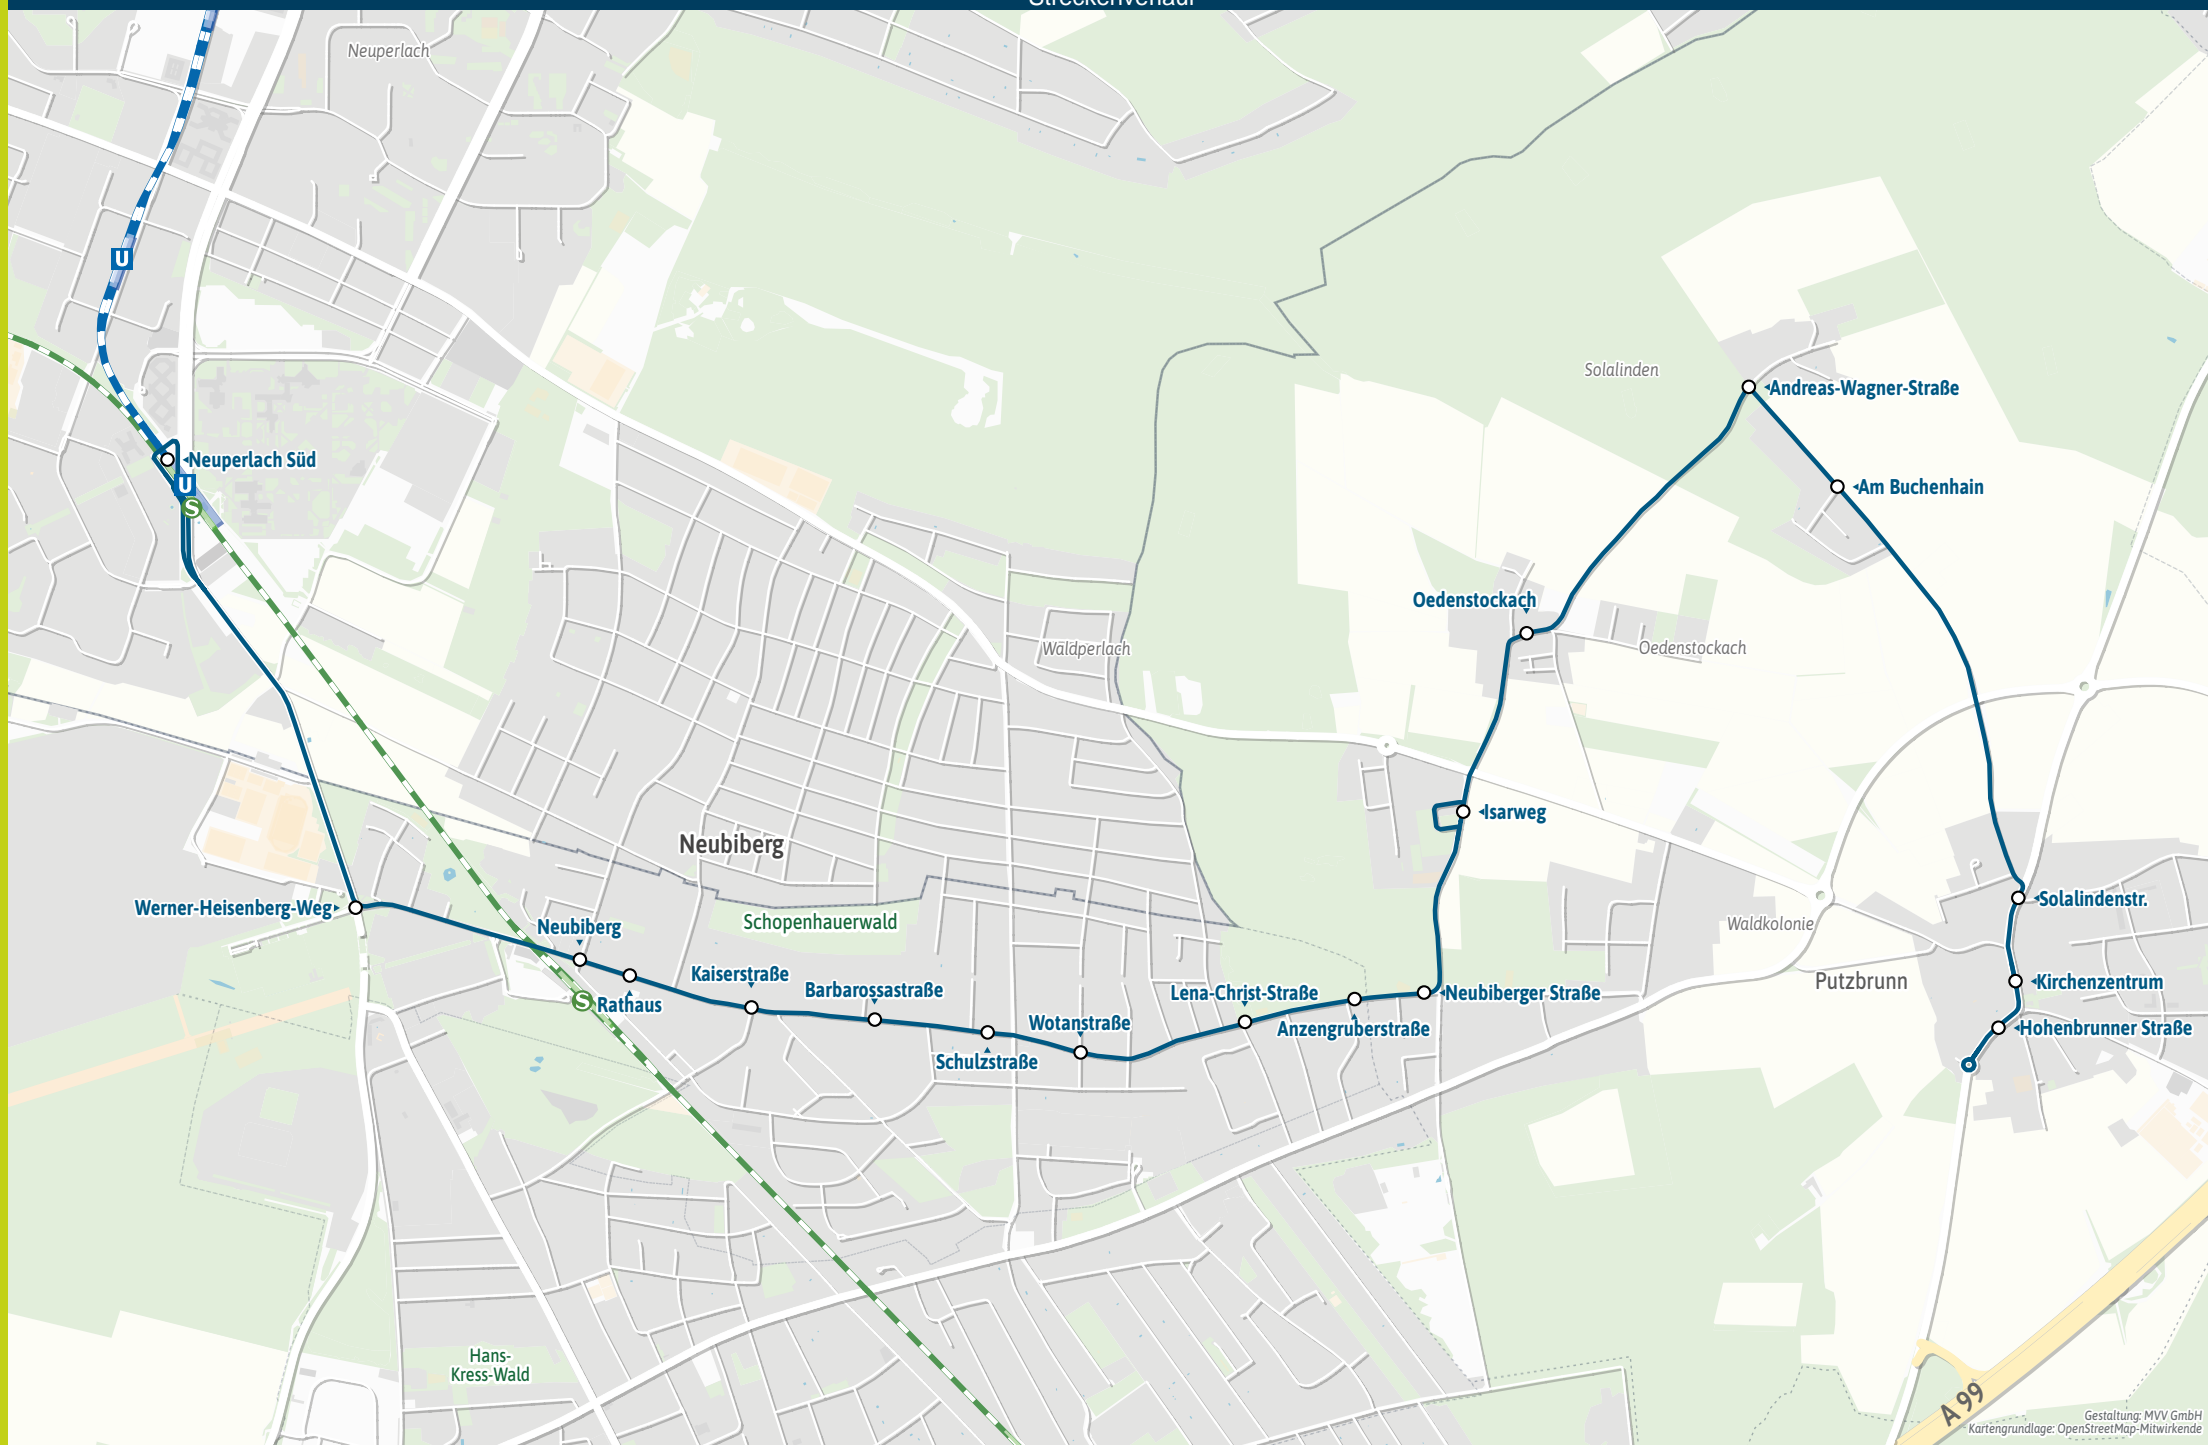 Streckenverlauf
Neuperlach
U
Solalinden
Andreas-Wagner-Straße
Neuperlach Süd
U
S
Am Buchenhain
Oedenstockach
Waldperlach
Oedenstockach
Isarweg
Neubiberg
Werner-Heisenberg-Weg
Solalindenstr.
Schopenhauerwald
Neubiberg
Waldkolonie
Kaiserstraße
Putzbrunn
Kirchenzentrum
Barbarossastraße
Lena-Christ-Straße
Neubiberger Straße
S
Rathaus
Wotanstraße
Anzengruberstraße
Hohenbrunner Straße
Schulzstraße
Hans-
Kress-Wald
A 99
Gestaltung: MVV GmbH
Kartengrundlage: OpenStreetMap-Mitwirkende